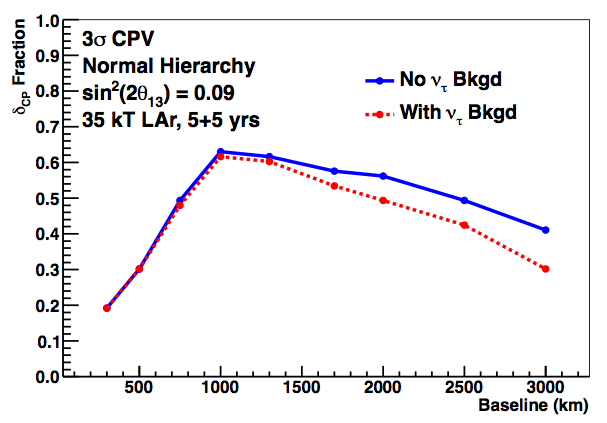 3σ CPV
Normal Hierarchy
sin²(2θ₁₃) = 0.09
35 kT LAr, 5+5 yrs
No ν_τ Bkgd
With ν_τ Bkgd
δ_CP Fraction
1.0
0.9
0.8
0.7
0.6
0.5
0.4
0.3
0.2
0.1
0.0
500 1000 1500 2000 2500 3000
Baseline (km)